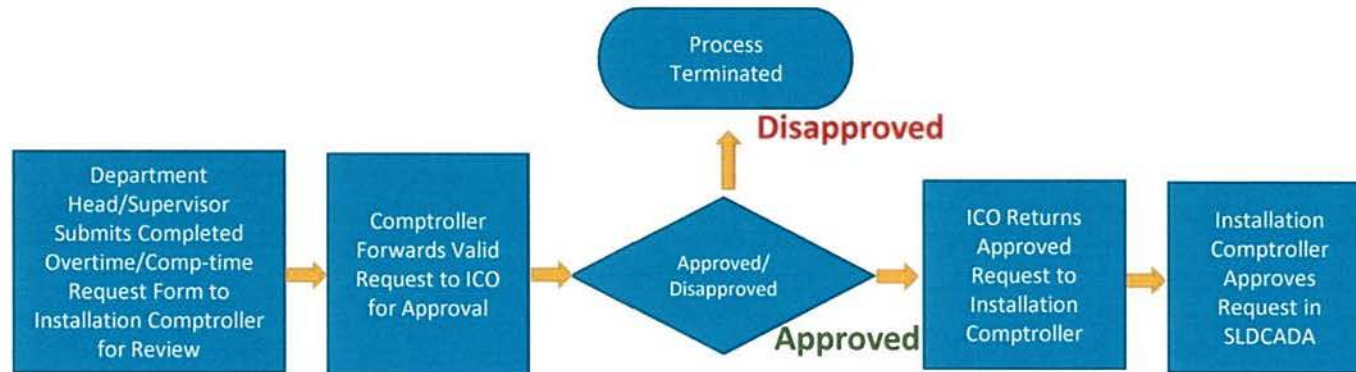 Process
Terminated
Disapproved
Department
Head/Supervisor
Submits Completed
Overtime/Comp-time
Request Form to
Installation Comptroller
for Review
Comptroller
Forwards Valid
Request to ICO
for Approval
Approved/
Disapproved
Approved
ICO Returns
Approved
Request to
Installation
Comptroller
Installation
Comptroller
Approves
Request in
SLDCADA